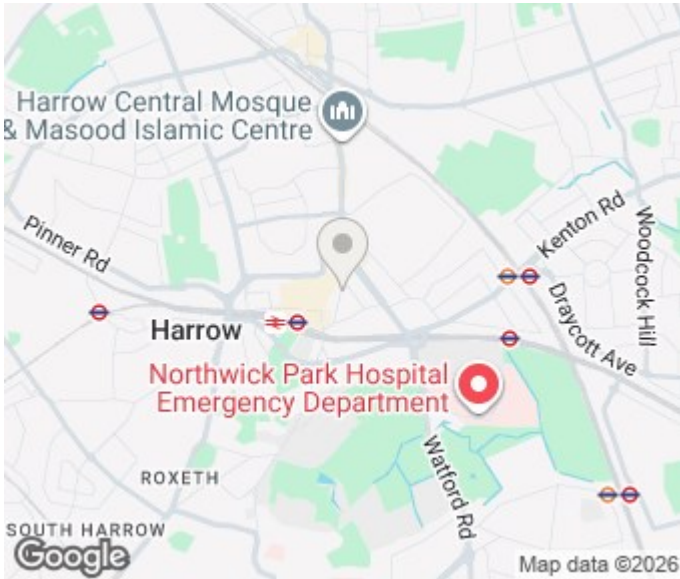 Harrow Central Mosque
& Masood Islamic Centre
Kenton Rd
Woodcock Hill
Pinner Rd
Draycott Ave
Harrow
Northwick Park Hospital
Emergency Department
Watford Rd
ROXETH
SOUTH HARROW
Google
Map data ©2026